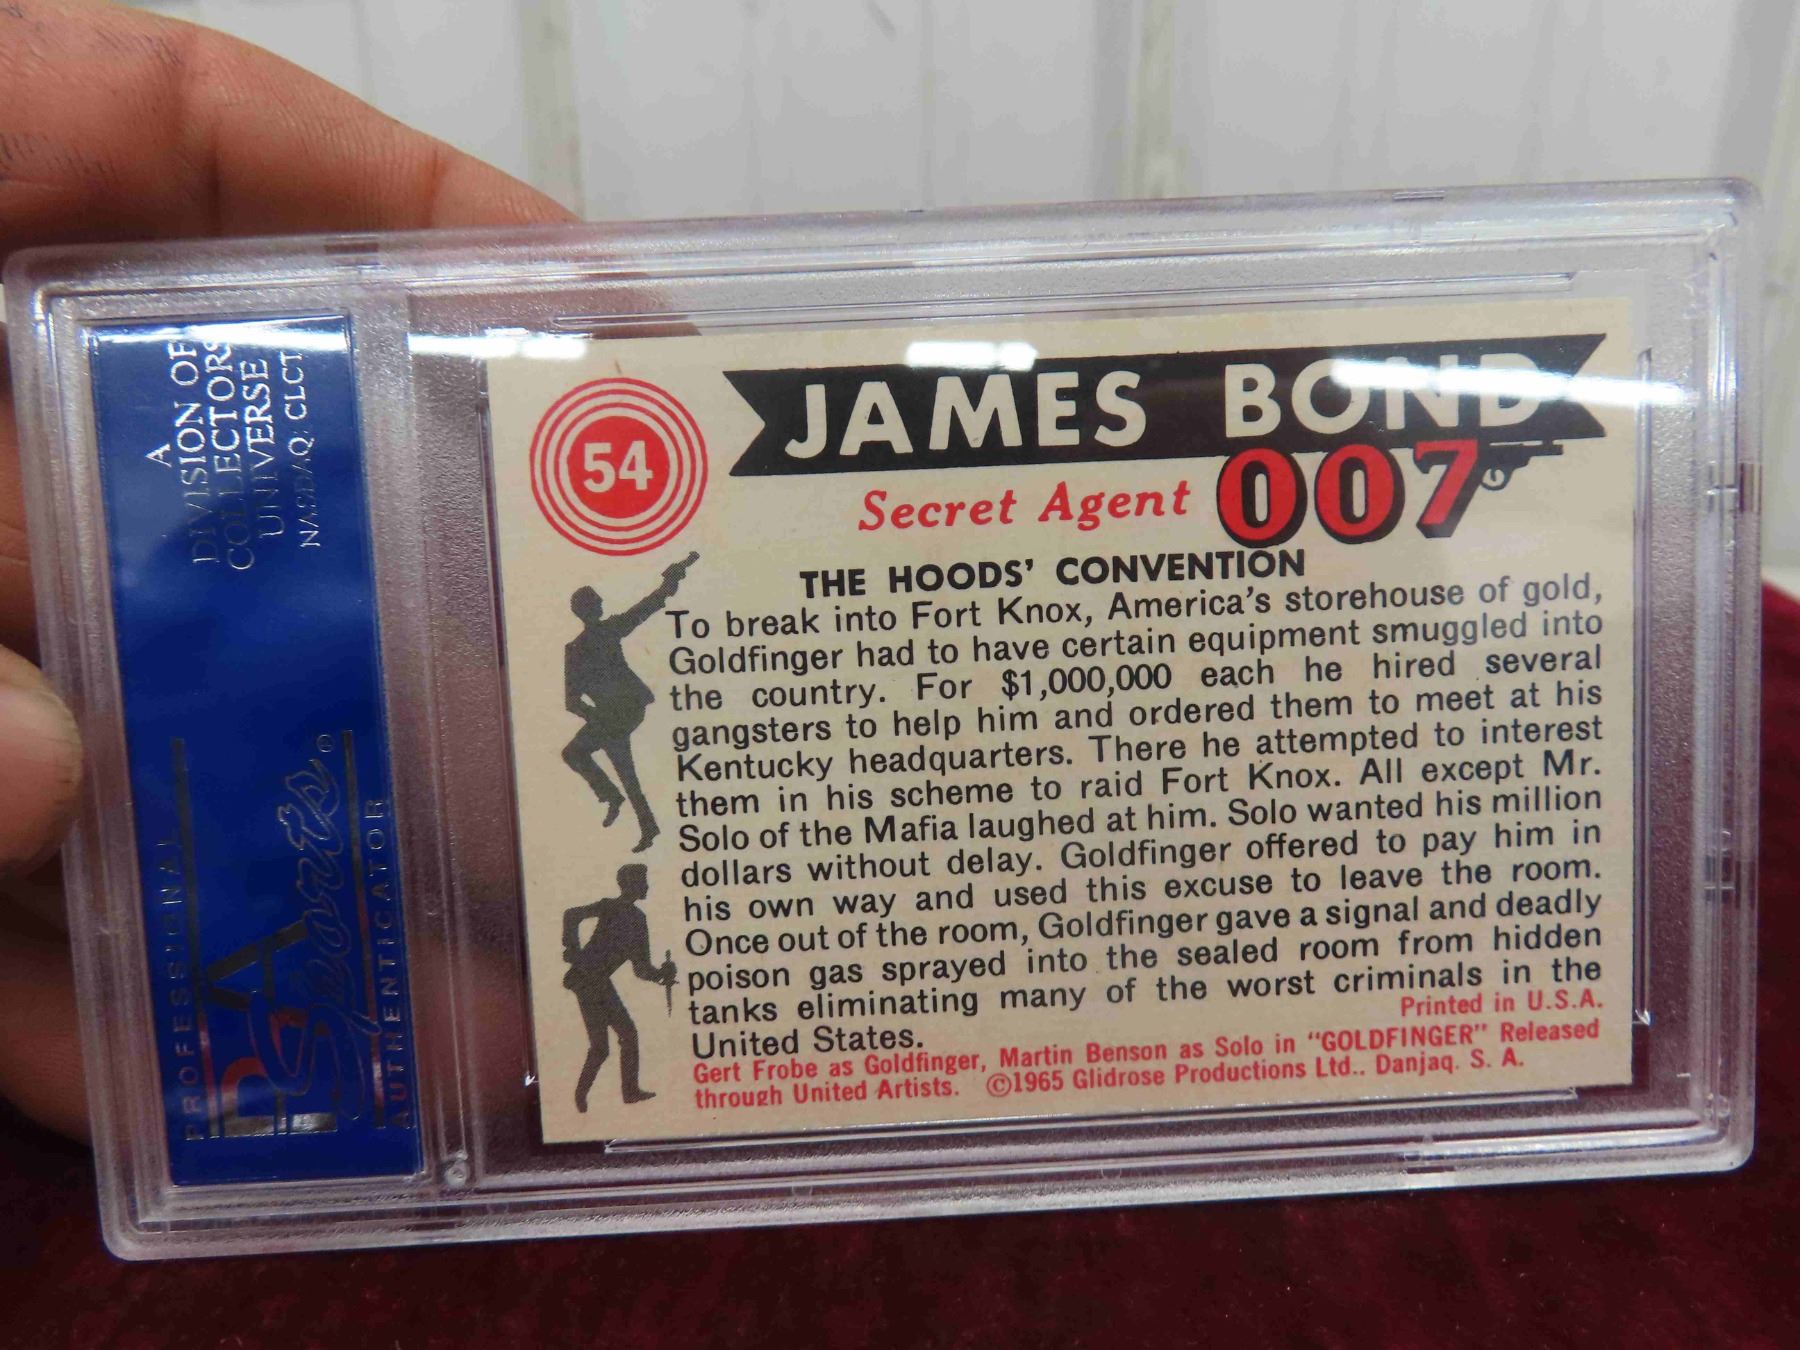 A
DIVISION OF
COLLECTORS
UNIVERSE
NASDAQ: CLCT
PROFESSIONAL
PSA
Sports®
AUTHENTICATOR
54
JAMES BOND
Secret Agent 007
THE HOODS' CONVENTION
To break into Fort Knox, America's storehouse of gold,
Goldfinger had to have certain equipment smuggled into
the country. For $1,000,000 each he hired several
gangsters to help him and ordered them to meet at his
Kentucky headquarters. There he attempted to interest
them in his scheme to raid Fort Knox. All except Mr.
Solo of the Mafia laughed at him. Solo wanted his million
dollars without delay. Goldfinger offered to pay him in
his own way and used this excuse to leave the room.
Once out of the room, Goldfinger gave a signal and deadly
poison gas sprayed into the sealed room from hidden
tanks eliminating many of the worst criminals in the
United States.
Printed in U.S.A.
Gert Frobe as Goldfinger, Martin Benson as Solo in "GOLDFINGER" Released
through United Artists. ©1965 Glidrose Productions Ltd.. Danjaq. S. A.